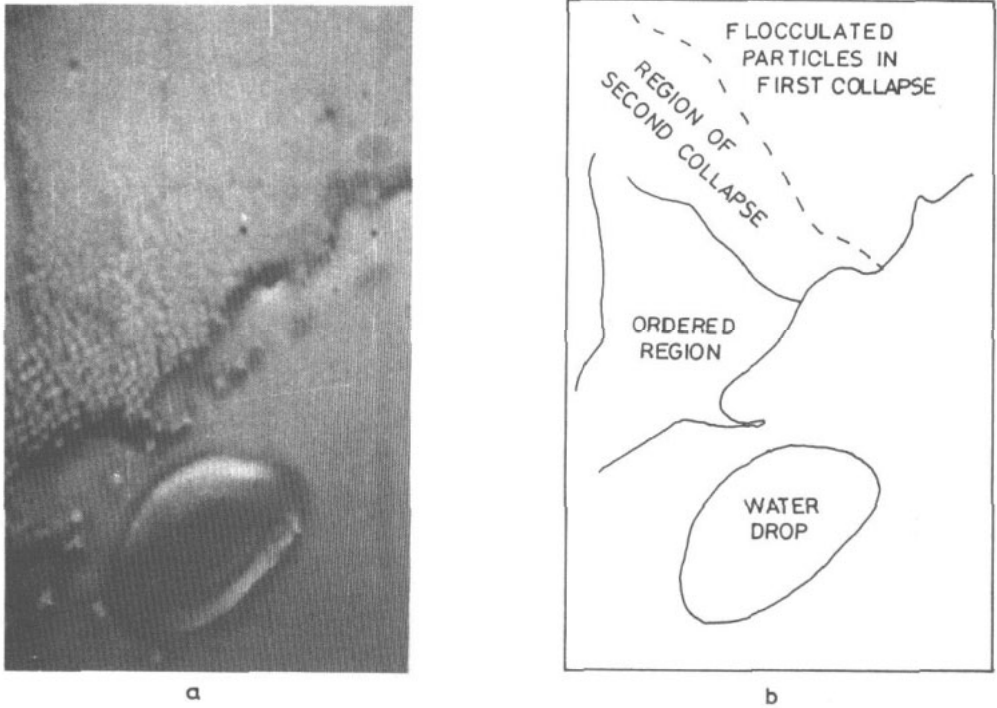 FLOCCULATED
PARTICLES IN
FIRST COLLAPSE
REGION OF
SECOND COLLAPSE
ORDERED
REGION
WATER
DROP
a
b